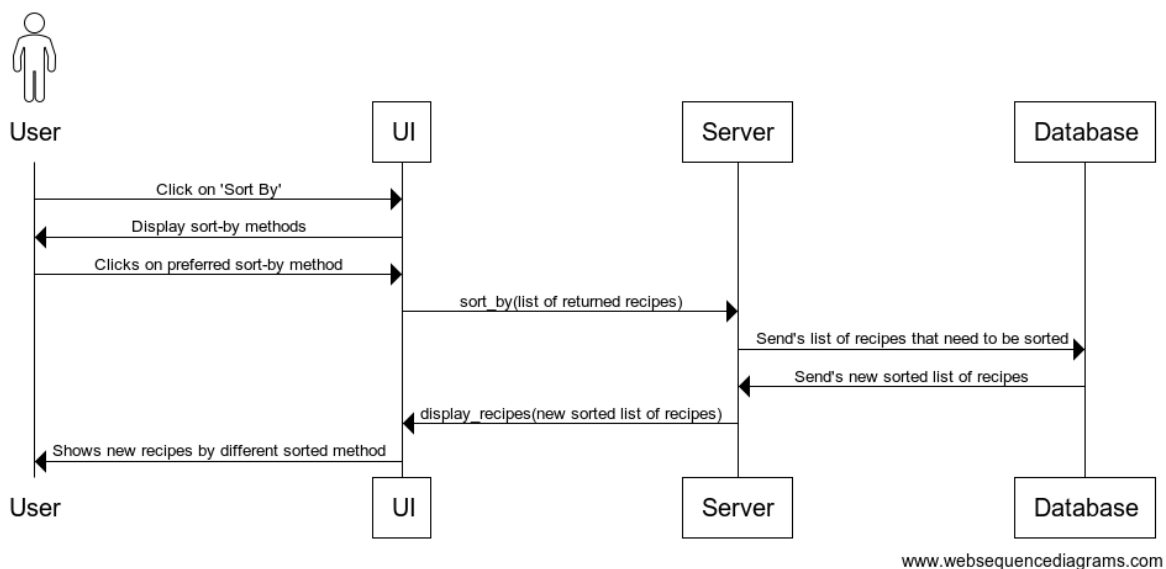 User
UI
Server
Database
Click on 'Sort By'
Display sort-by methods
Clicks on preferred sort-by method
sort_by(list of returned recipes)
Send's list of recipes that need to be sorted
Send's new sorted list of recipes
display_recipes(new sorted list of recipes)
Shows new recipes by different sorted method
User
UI
Server
Database
www.websequencediagrams.com